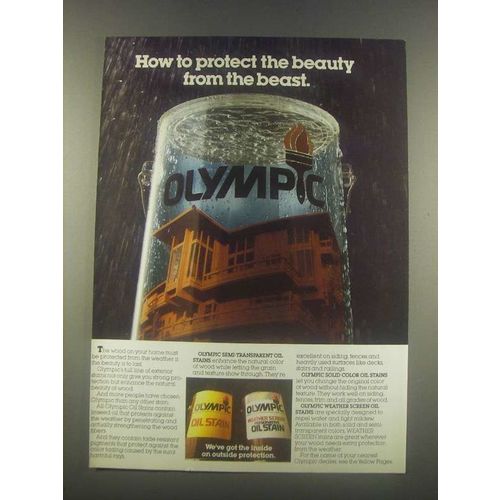 How to protect the beauty
from the beast.
OLYMPIC
The wood on your home must
be protected from the weather if
the beauty is to last.
Olympic's full line of exterior
stains not only give you strong pro-
tection but enhance the natural
beauty of wood.
And more people have chosen
Olympic than any other stain.
All Olympic Oil Stains contain
linseed oil that protects against
the weather by penetrating and
actually strengthening the wood
fibers.
And they contain fade resistant
pigments that protect against the
color fading caused by the sun's
ultraviolet rays.
OLYMPIC SEMI-TRANSPARENT OIL
STAINS enhance the natural color
of wood while letting the grain
and texture show through. They're
OLYMPIC
OIL STAIN
OLYMPIC
WEATHER SCREEN
OIL STAIN
We've got the inside
on outside protection.
excellent on siding, fences and
heavily used surfaces like decks,
stairs and railings.
OLYMPIC SOLID COLOR OIL STAINS
let you change the original color
of wood without hiding the natural
texture. They work well on siding,
fences, trim and all grades of wood.
OLYMPIC WEATHER SCREEN OIL
STAINS are specially designed to
repel water and fight mildew.
Available in both solid and semi-
transparent colors, WEATHER
SCREEN stains are great wherever
your wood needs extra protection
from the weather.
For the name of your nearest
Olympic dealer, see the Yellow Pages.